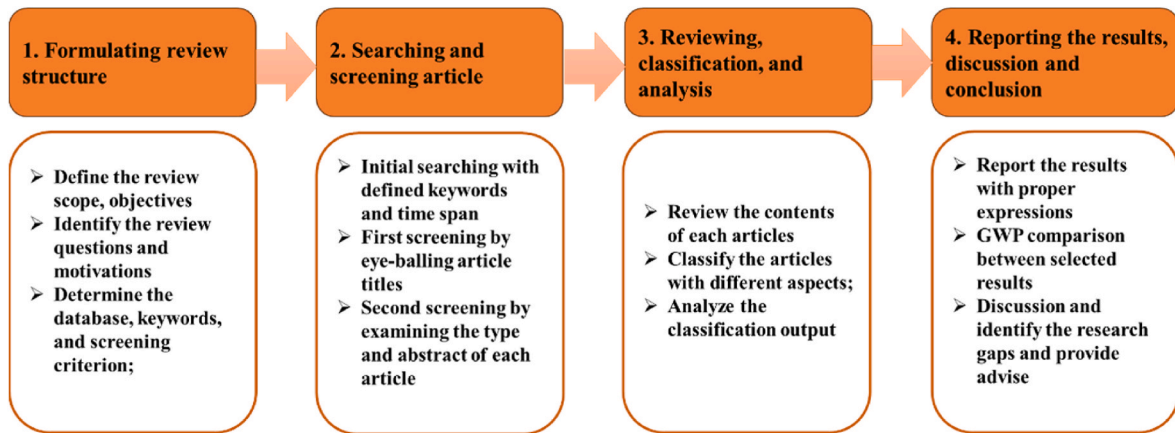 1. Formulating review
structure
2. Searching and
screening article
3. Reviewing,
classification, and
analysis
4. Reporting the results,
discussion and
conclusion
➢ Define the review
scope, objectives
➢ Identify the review
questions and
motivations
➢ Determine the
database, keywords,
and screening
criterion;
➢ Initial searching with
defined keywords
and time span
➢ First screening by
eye-balling article
titles
➢ Second screening by
examining the type
and abstract of each
article
➢ Review the contents
of each articles
➢ Classify the articles
with different aspects;
➢ Analyze the
classification output
➢ Report the results
with proper
expressions
➢ GWP comparison
between selected
results
➢ Discussion and
identify the research
gaps and provide
advise